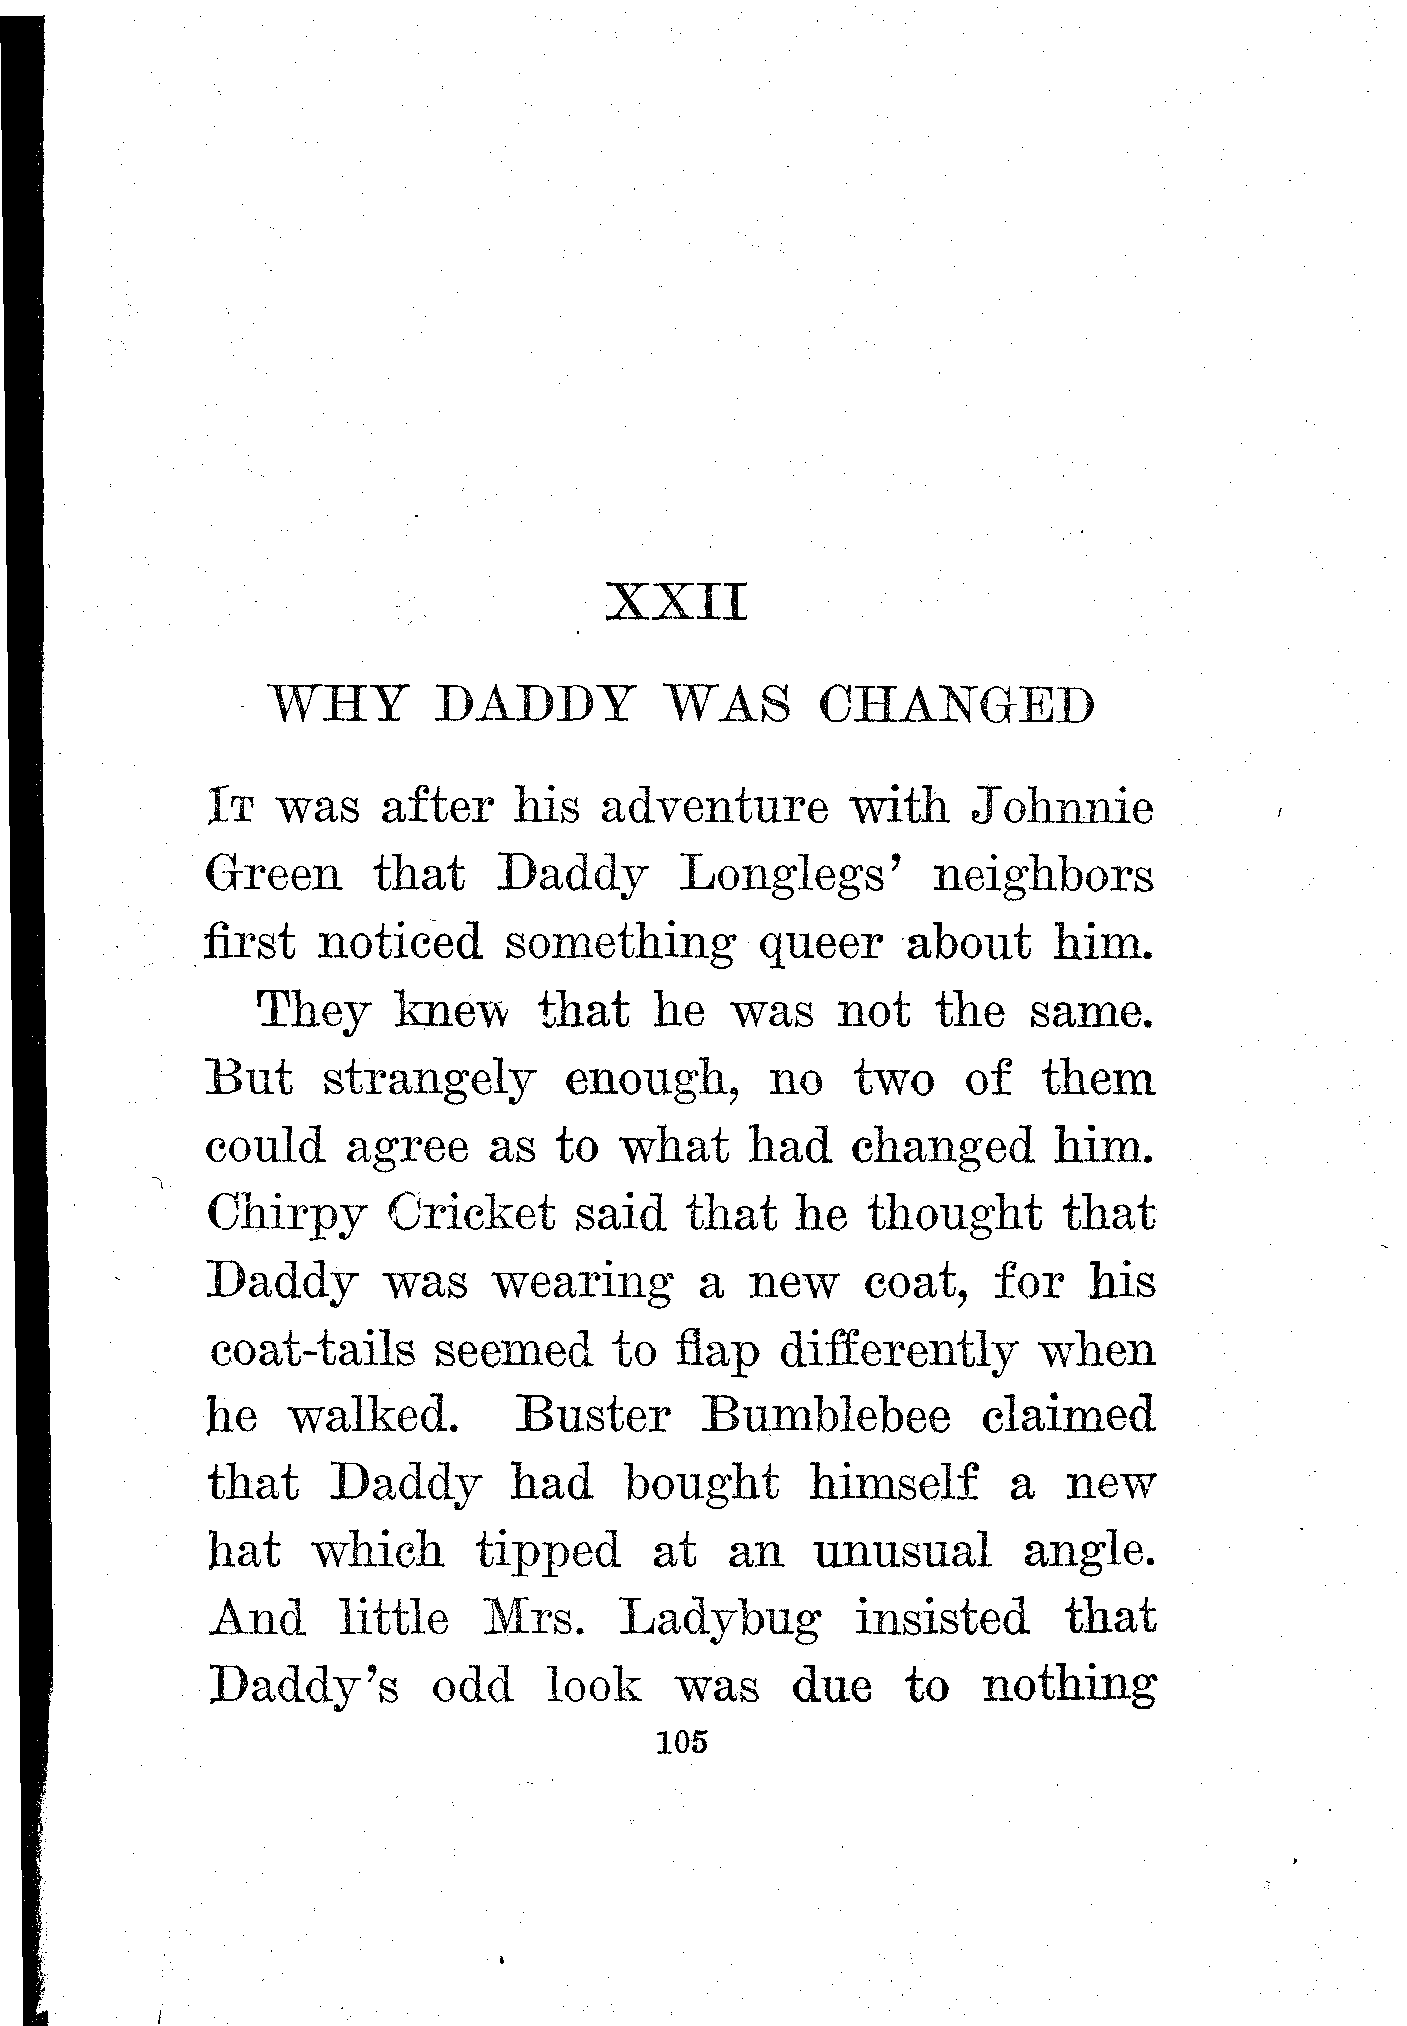 XXII
WHY DADDY WAS CHANGED
IT was after his adventure with Johnnie
Green that Daddy Longlegs’ neighbors
first noticed something queer about him.
They knew that he was not the same.
But strangely enough, no two of them
could agree as to what had changed him.
Chirpy Cricket said that he thought that
Daddy was wearing a new coat, for his
coat-tails seemed to flap differently when
he walked. Buster Bumblebee claimed
that Daddy had bought himself a new
hat which tipped at an unusual angle.
And little Mrs. Ladybug insisted that
Daddy’s odd look was due to nothing
105